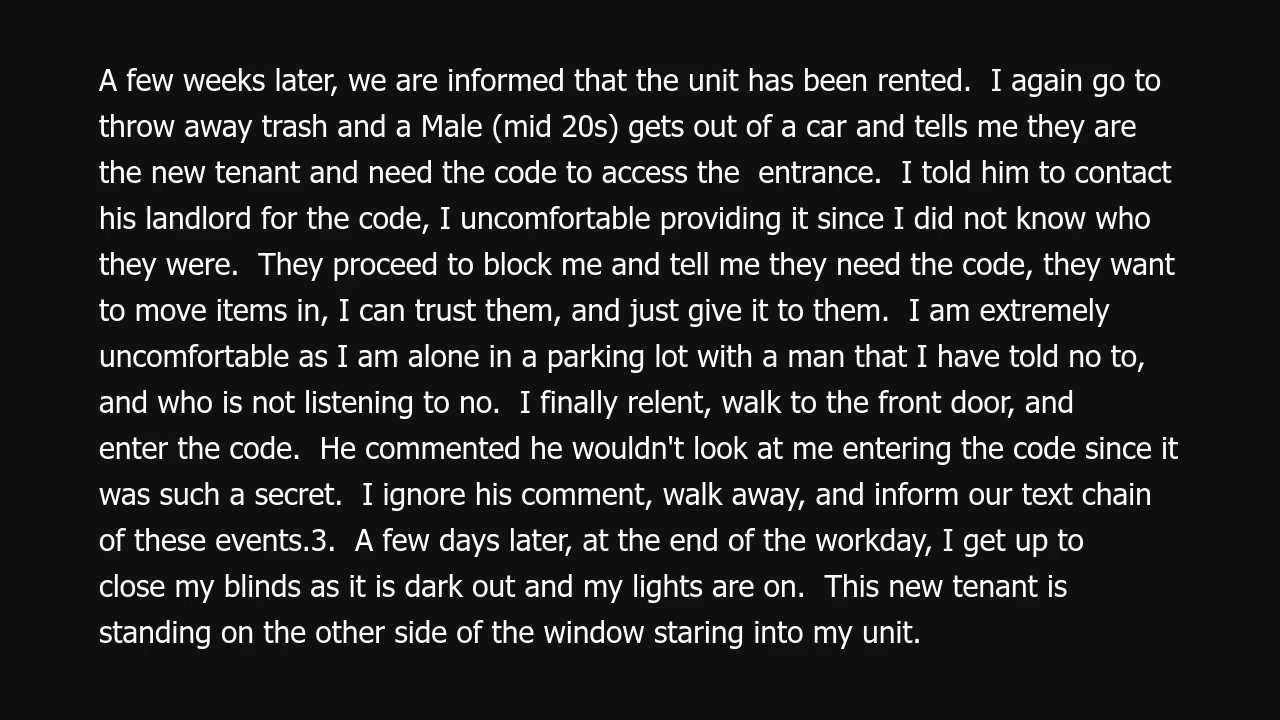 A few weeks later, we are informed that the unit has been rented.  I again go to
throw away trash and a Male (mid 20s) gets out of a car and tells me they are
the new tenant and need the code to access the  entrance.  I told him to contact
his landlord for the code, I uncomfortable providing it since I did not know who
they were.  They proceed to block me and tell me they need the code, they want
to move items in, I can trust them, and just give it to them.  I am extremely
uncomfortable as I am alone in a parking lot with a man that I have told no to,
and who is not listening to no.  I finally relent, walk to the front door, and
enter the code.  He commented he wouldn't look at me entering the code since it
was such a secret.  I ignore his comment, walk away, and inform our text chain
of these events.3.  A few days later, at the end of the workday, I get up to
close my blinds as it is dark out and my lights are on.  This new tenant is
standing on the other side of the window staring into my unit.